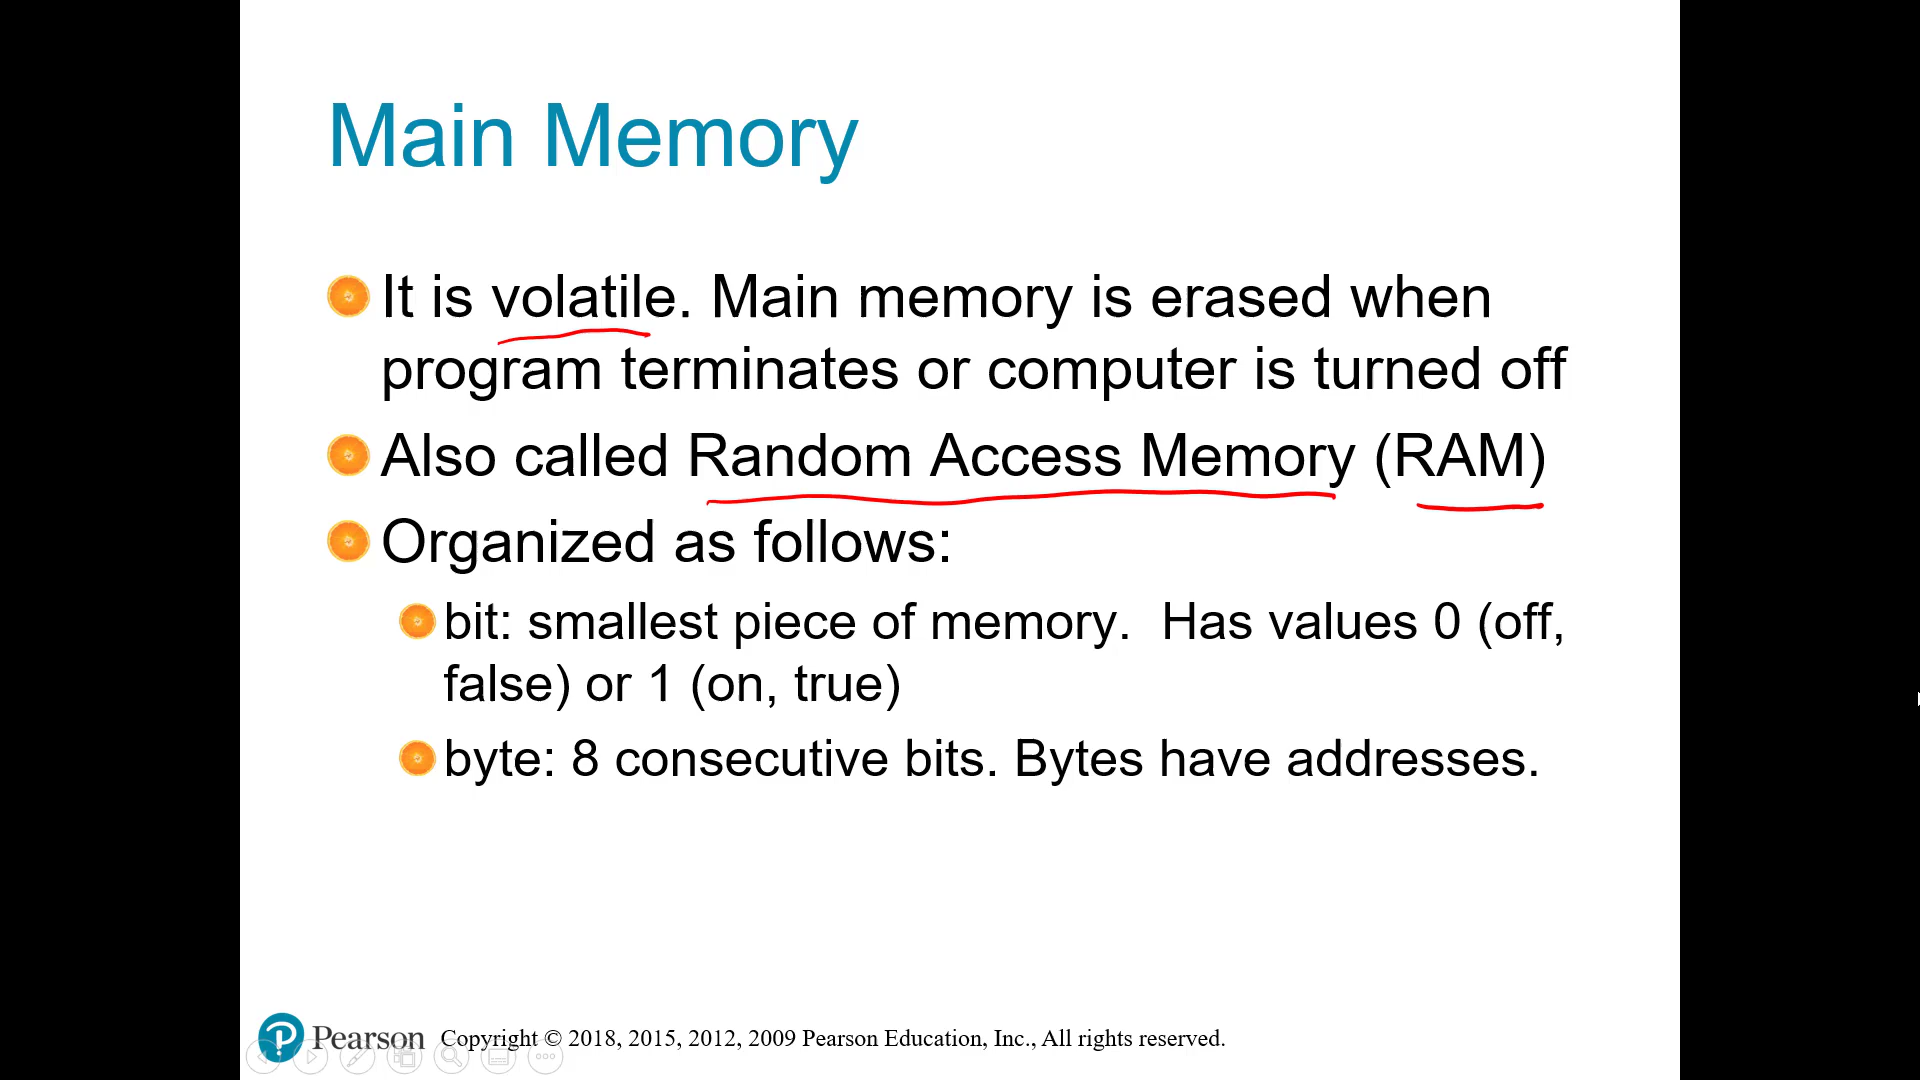 Main Memory
It is volatile. Main memory is erased when
program terminates or computer is turned off
Also called Random Access Memory (RAM)
Organized as follows:
bit: smallest piece of memory.  Has values 0 (off,
false) or 1 (on, true)
byte: 8 consecutive bits. Bytes have addresses.
Pearson Copyright © 2018, 2015, 2012, 2009 Pearson Education, Inc., All rights reserved.